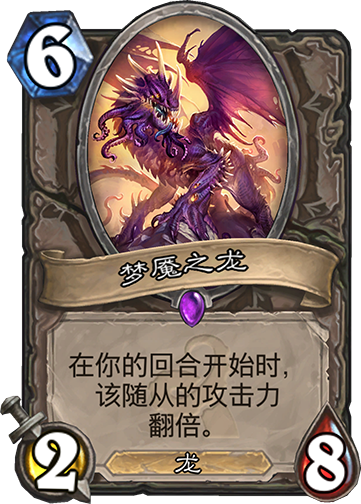 6
梦魇之龙
在你的回合开始时，
该随从的攻击力
翻倍。
龙
2
8